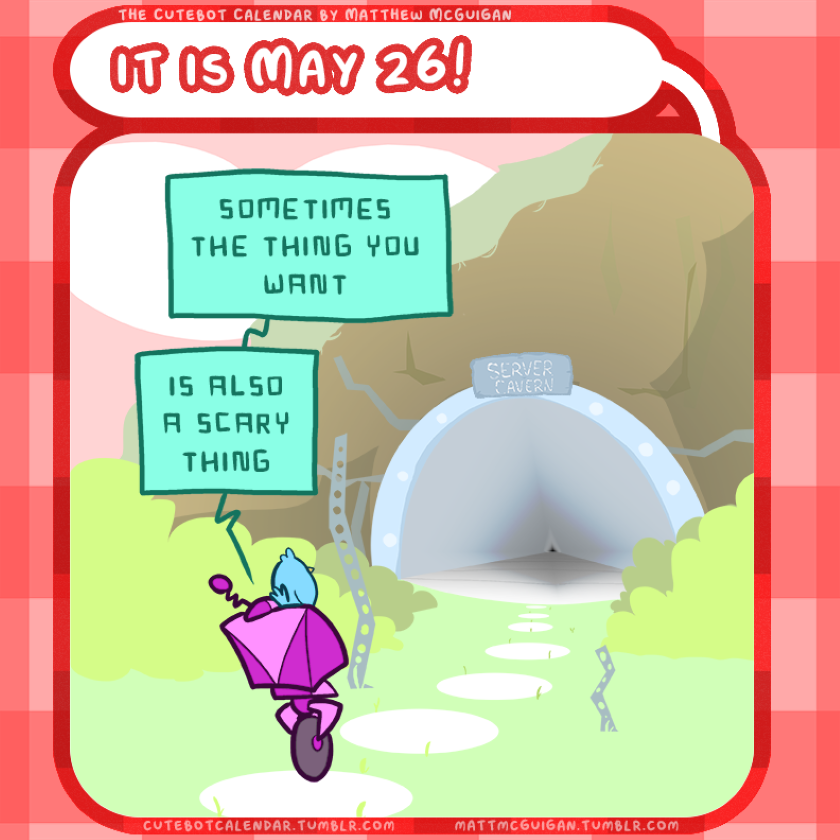 The Cutebot Calendar by Matthew McGuigan
IT IS MAY 26!
SOMETIMES
THE THING YOU
WANT
IS ALSO
A SCARY
THING
SERVER
CAVERN
cutebotcalendar.tumblr.com
mattmcguigan.tumblr.com